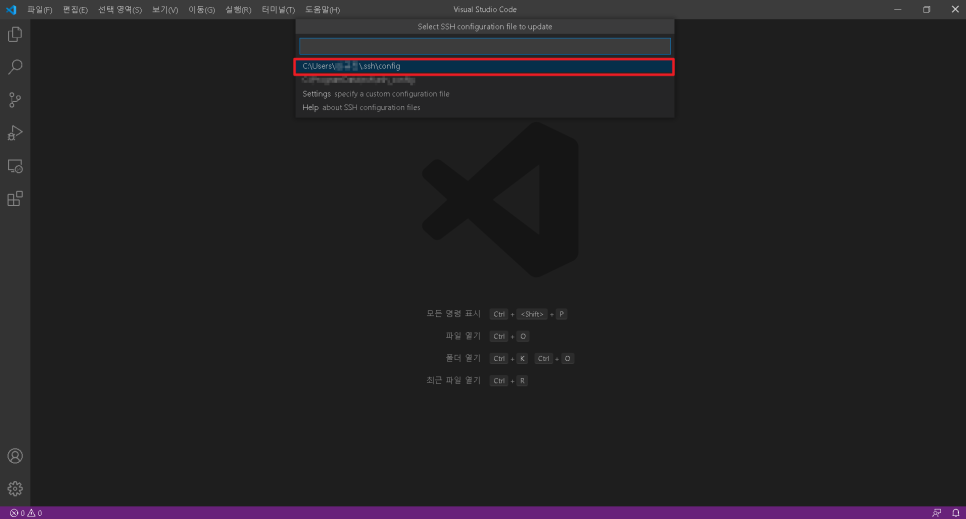 파일(F) 편집(E) 선택 영역(S) 보기(V) 이동(G) 실행(R) 터미널(T) 도움말(H) Visual Studio Code
Select SSH configuration file to update
C:\Users\ \.ssh\config
Settings specify a custom configuration file
Help about SSH configuration files
모든 명령 표시 Ctrl + <Shift> + P
파일 열기 Ctrl + O
폴더 열기 Ctrl + K Ctrl + O
최근 파일 열기 Ctrl + R
0 0